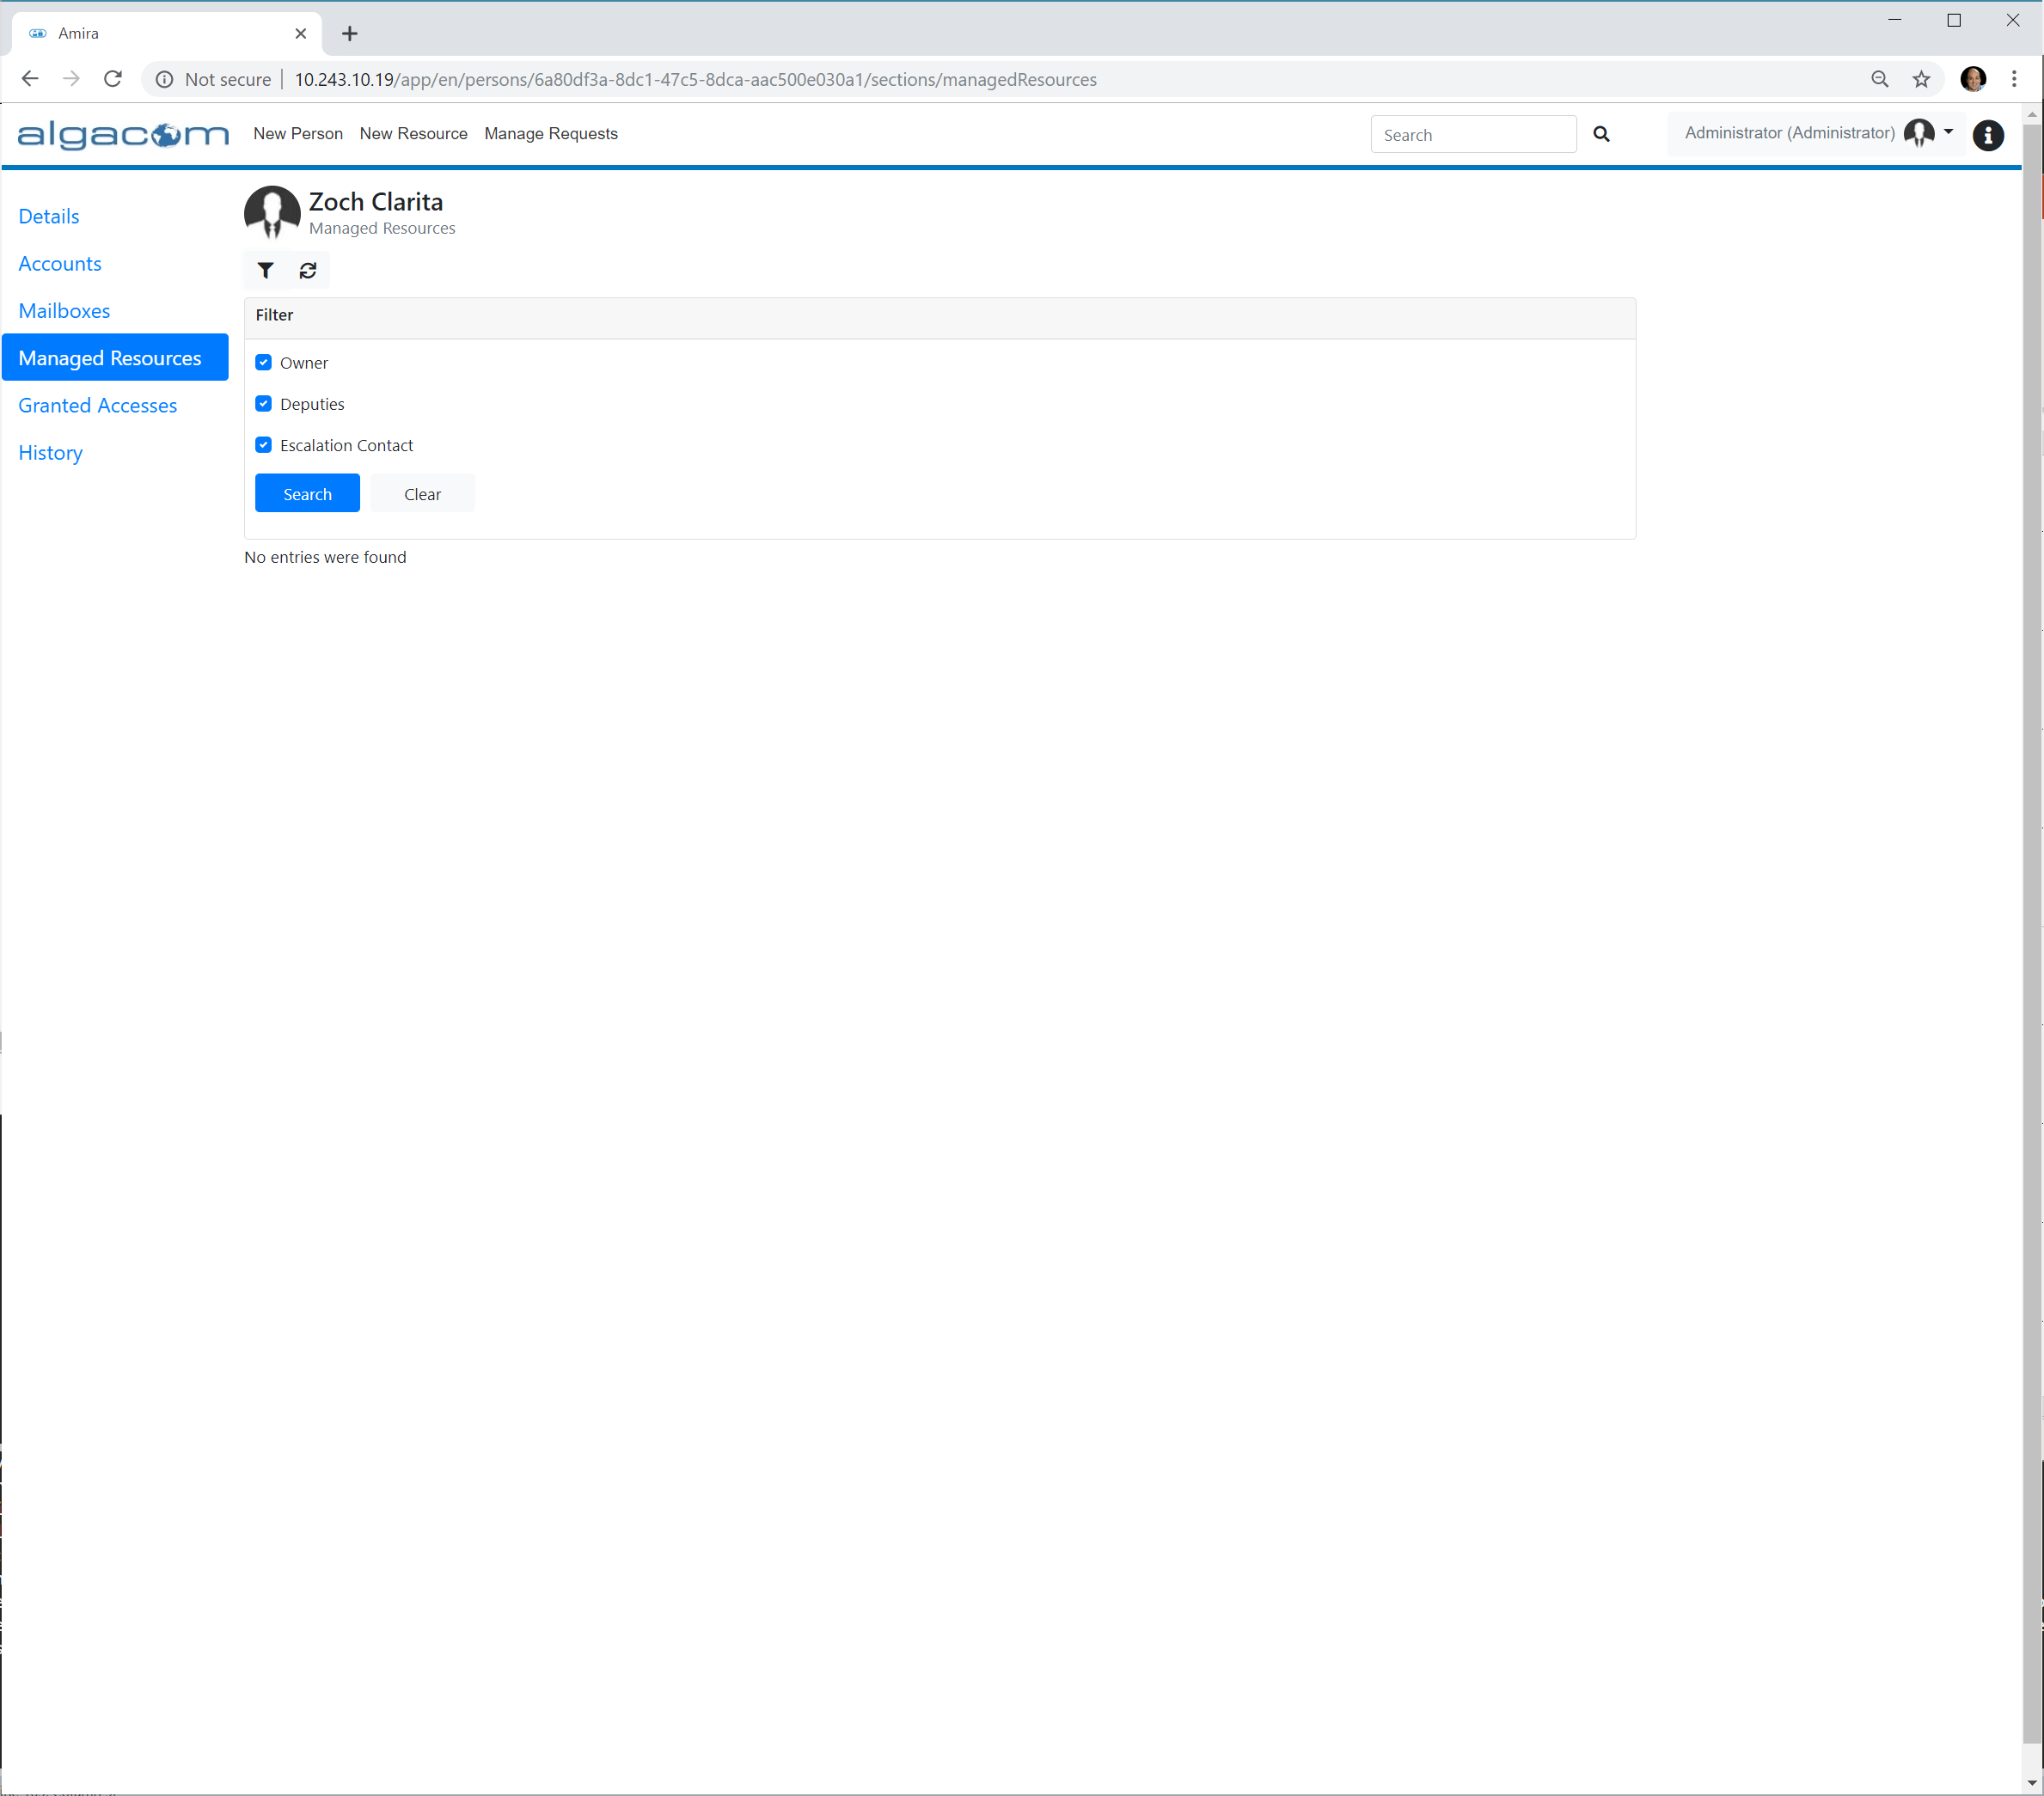 Amira
Not secure 10.243.10.19/app/en/persons/6a80df3a-8dc1-47c5-8dca-aac500e030a1/sections/managedResources
algacom New Person New Resource Manage Requests Search Administrator (Administrator)
Zoch Clarita
Managed Resources
Details
Accounts
Mailboxes
Managed Resources
Granted Accesses
History
Filter
Owner
Deputies
Escalation Contact
Search Clear
No entries were found